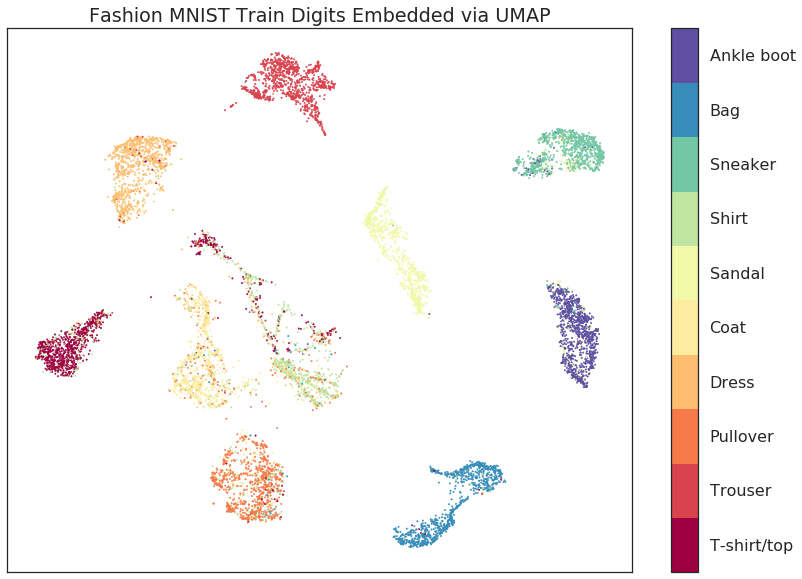 Fashion MNIST Train Digits Embedded via UMAP
Ankle boot
Bag
Sneaker
Shirt
Sandal
Coat
Dress
Pullover
Trouser
T-shirt/top